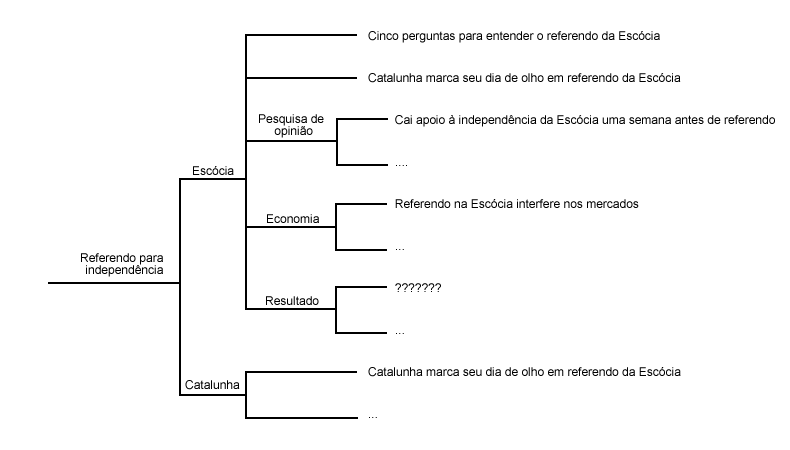 Cinco perguntas para entender o referendo da Escócia
Catalunha marca seu dia de olho em referendo da Escócia
Pesquisa de
opinião
Cai apoio à independência da Escócia uma semana antes de referendo
....
Escócia
Economia
Referendo na Escócia interfere nos mercados
...
Referendo para
independência
Resultado
???????
...
Catalunha
Catalunha marca seu dia de olho em referendo da Escócia
...